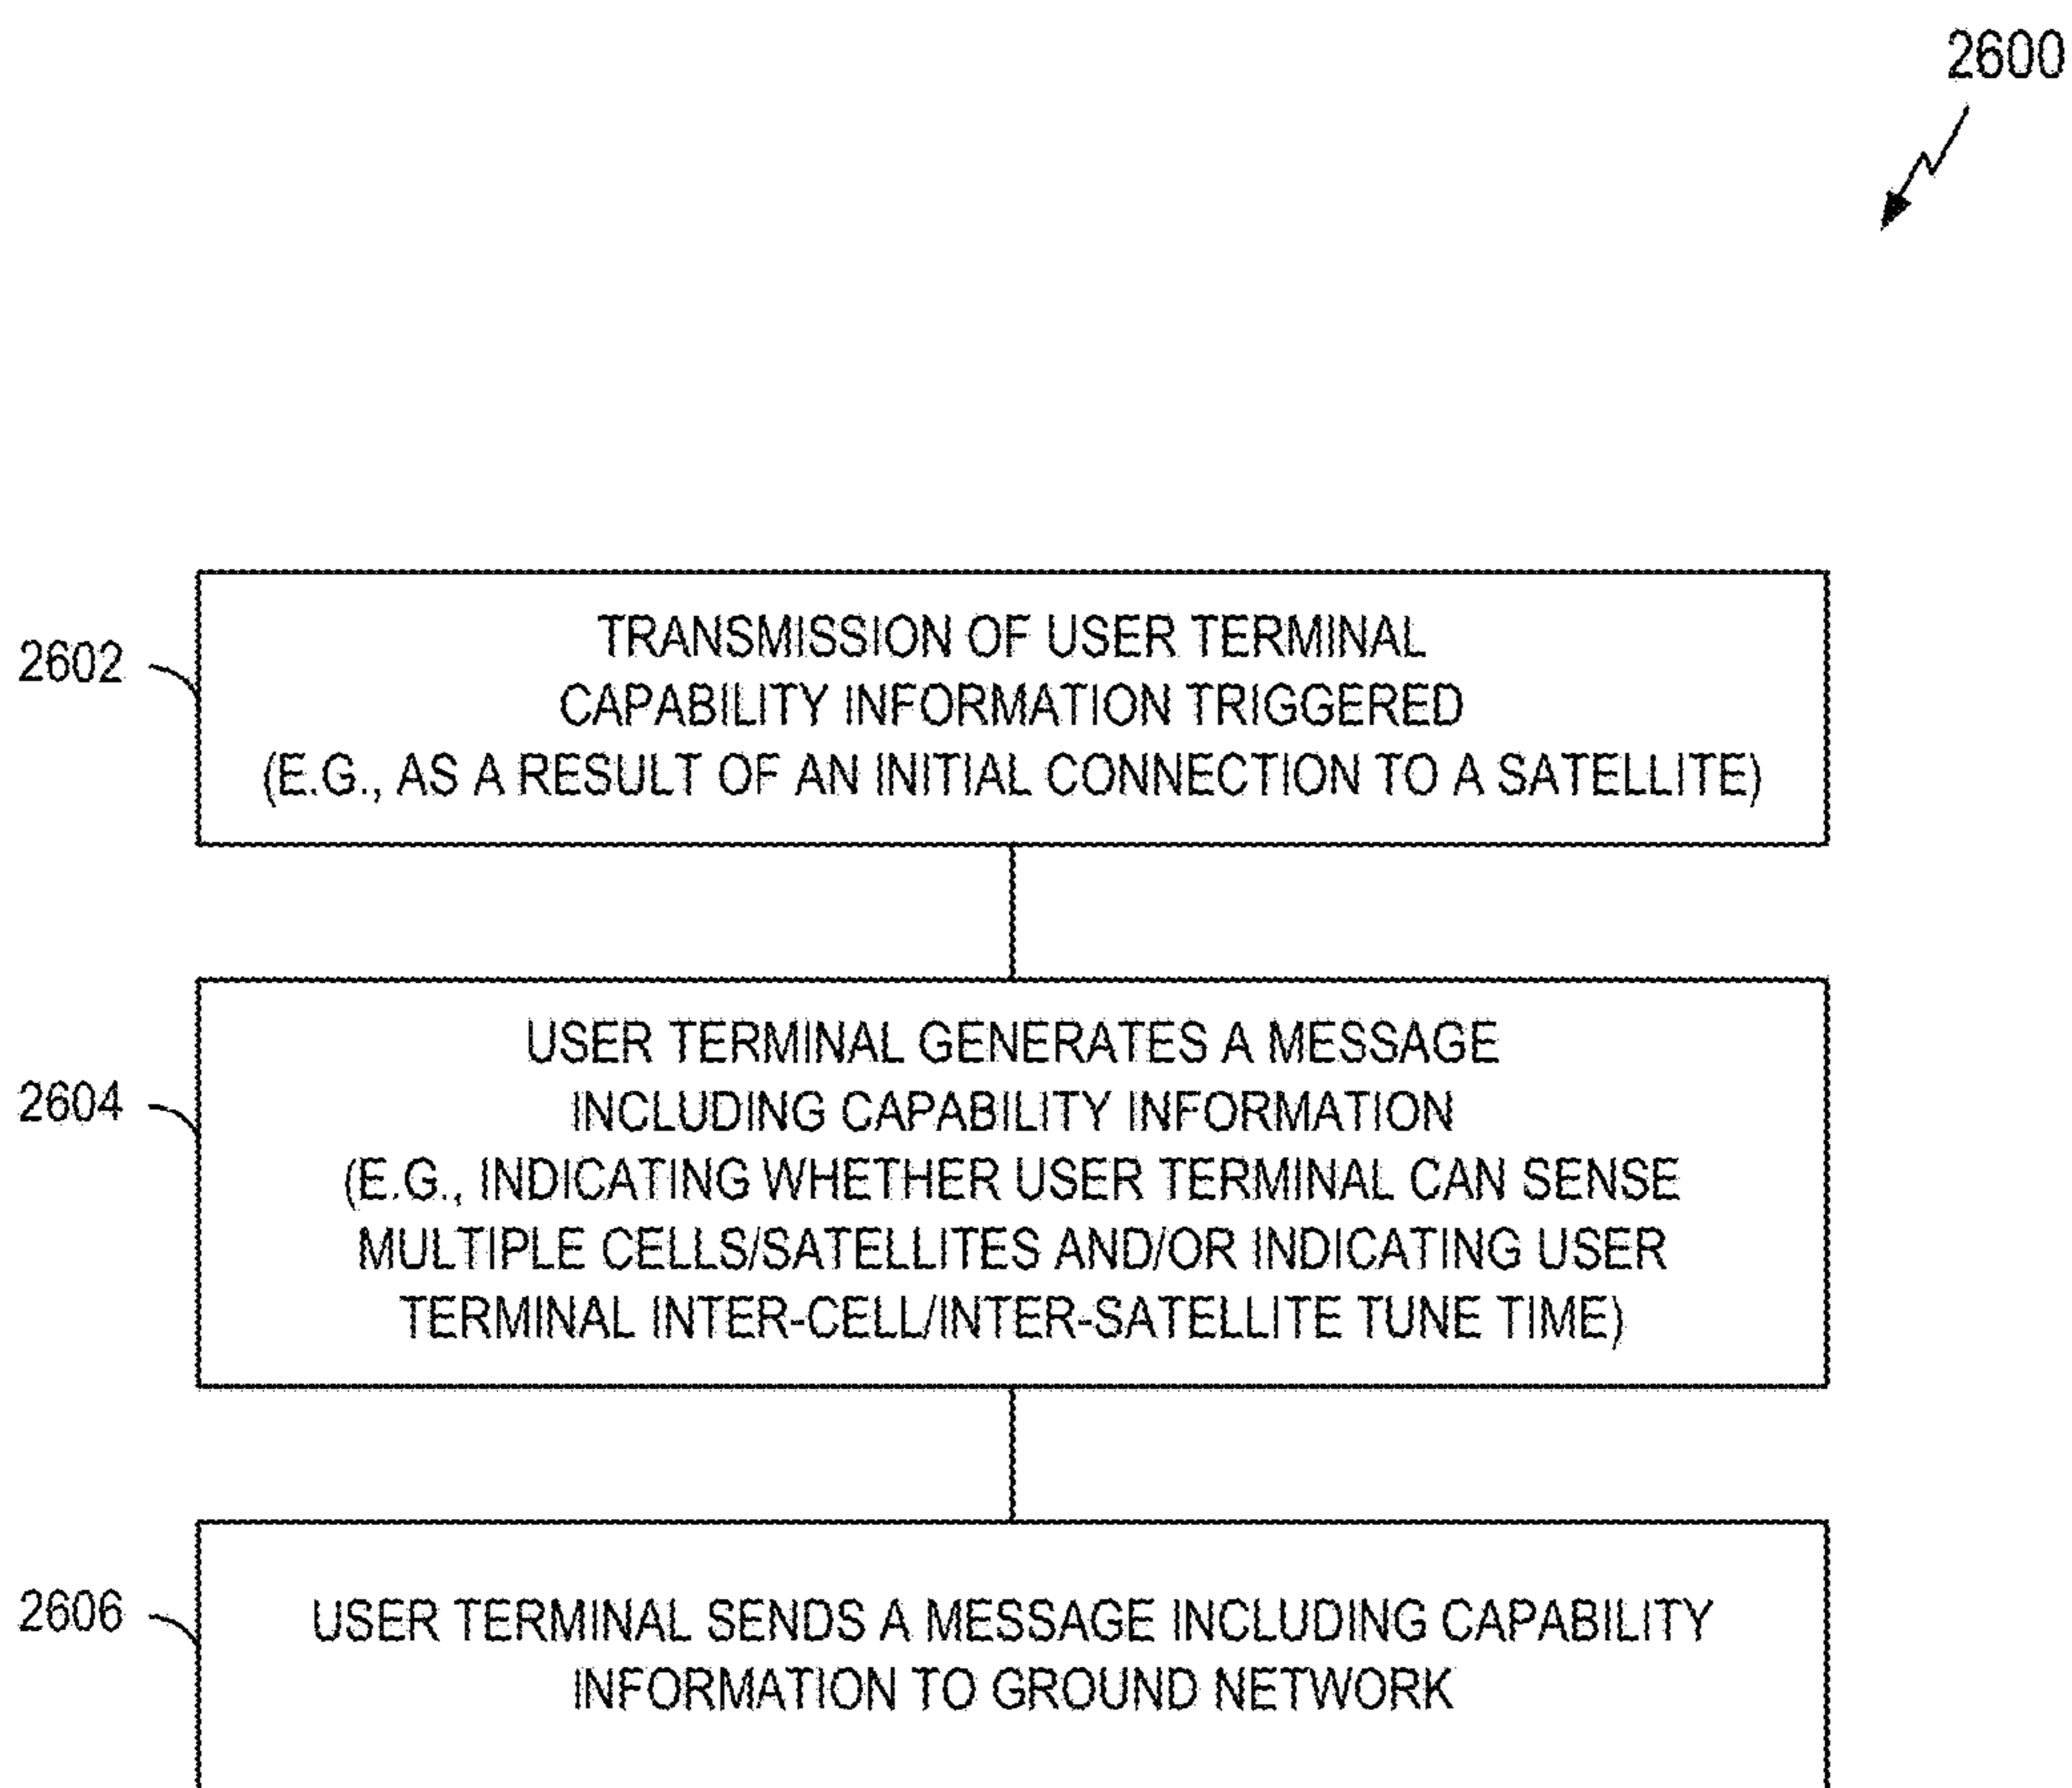 2600
2602
TRANSMISSION OF USER TERMINAL
CAPABILITY INFORMATION TRIGGERED
(E.G., AS A RESULT OF AN INITIAL CONNECTION TO A SATELLITE)
2604
USER TERMINAL GENERATES A MESSAGE
INCLUDING CAPABILITY INFORMATION
(E.G., INDICATING WHETHER USER TERMINAL CAN SENSE
MULTIPLE CELLS/SATELLITES AND/OR INDICATING USER
TERMINAL INTER-CELL/INTER-SATELLITE TUNE TIME)
2606
USER TERMINAL SENDS A MESSAGE INCLUDING CAPABILITY
INFORMATION TO GROUND NETWORK